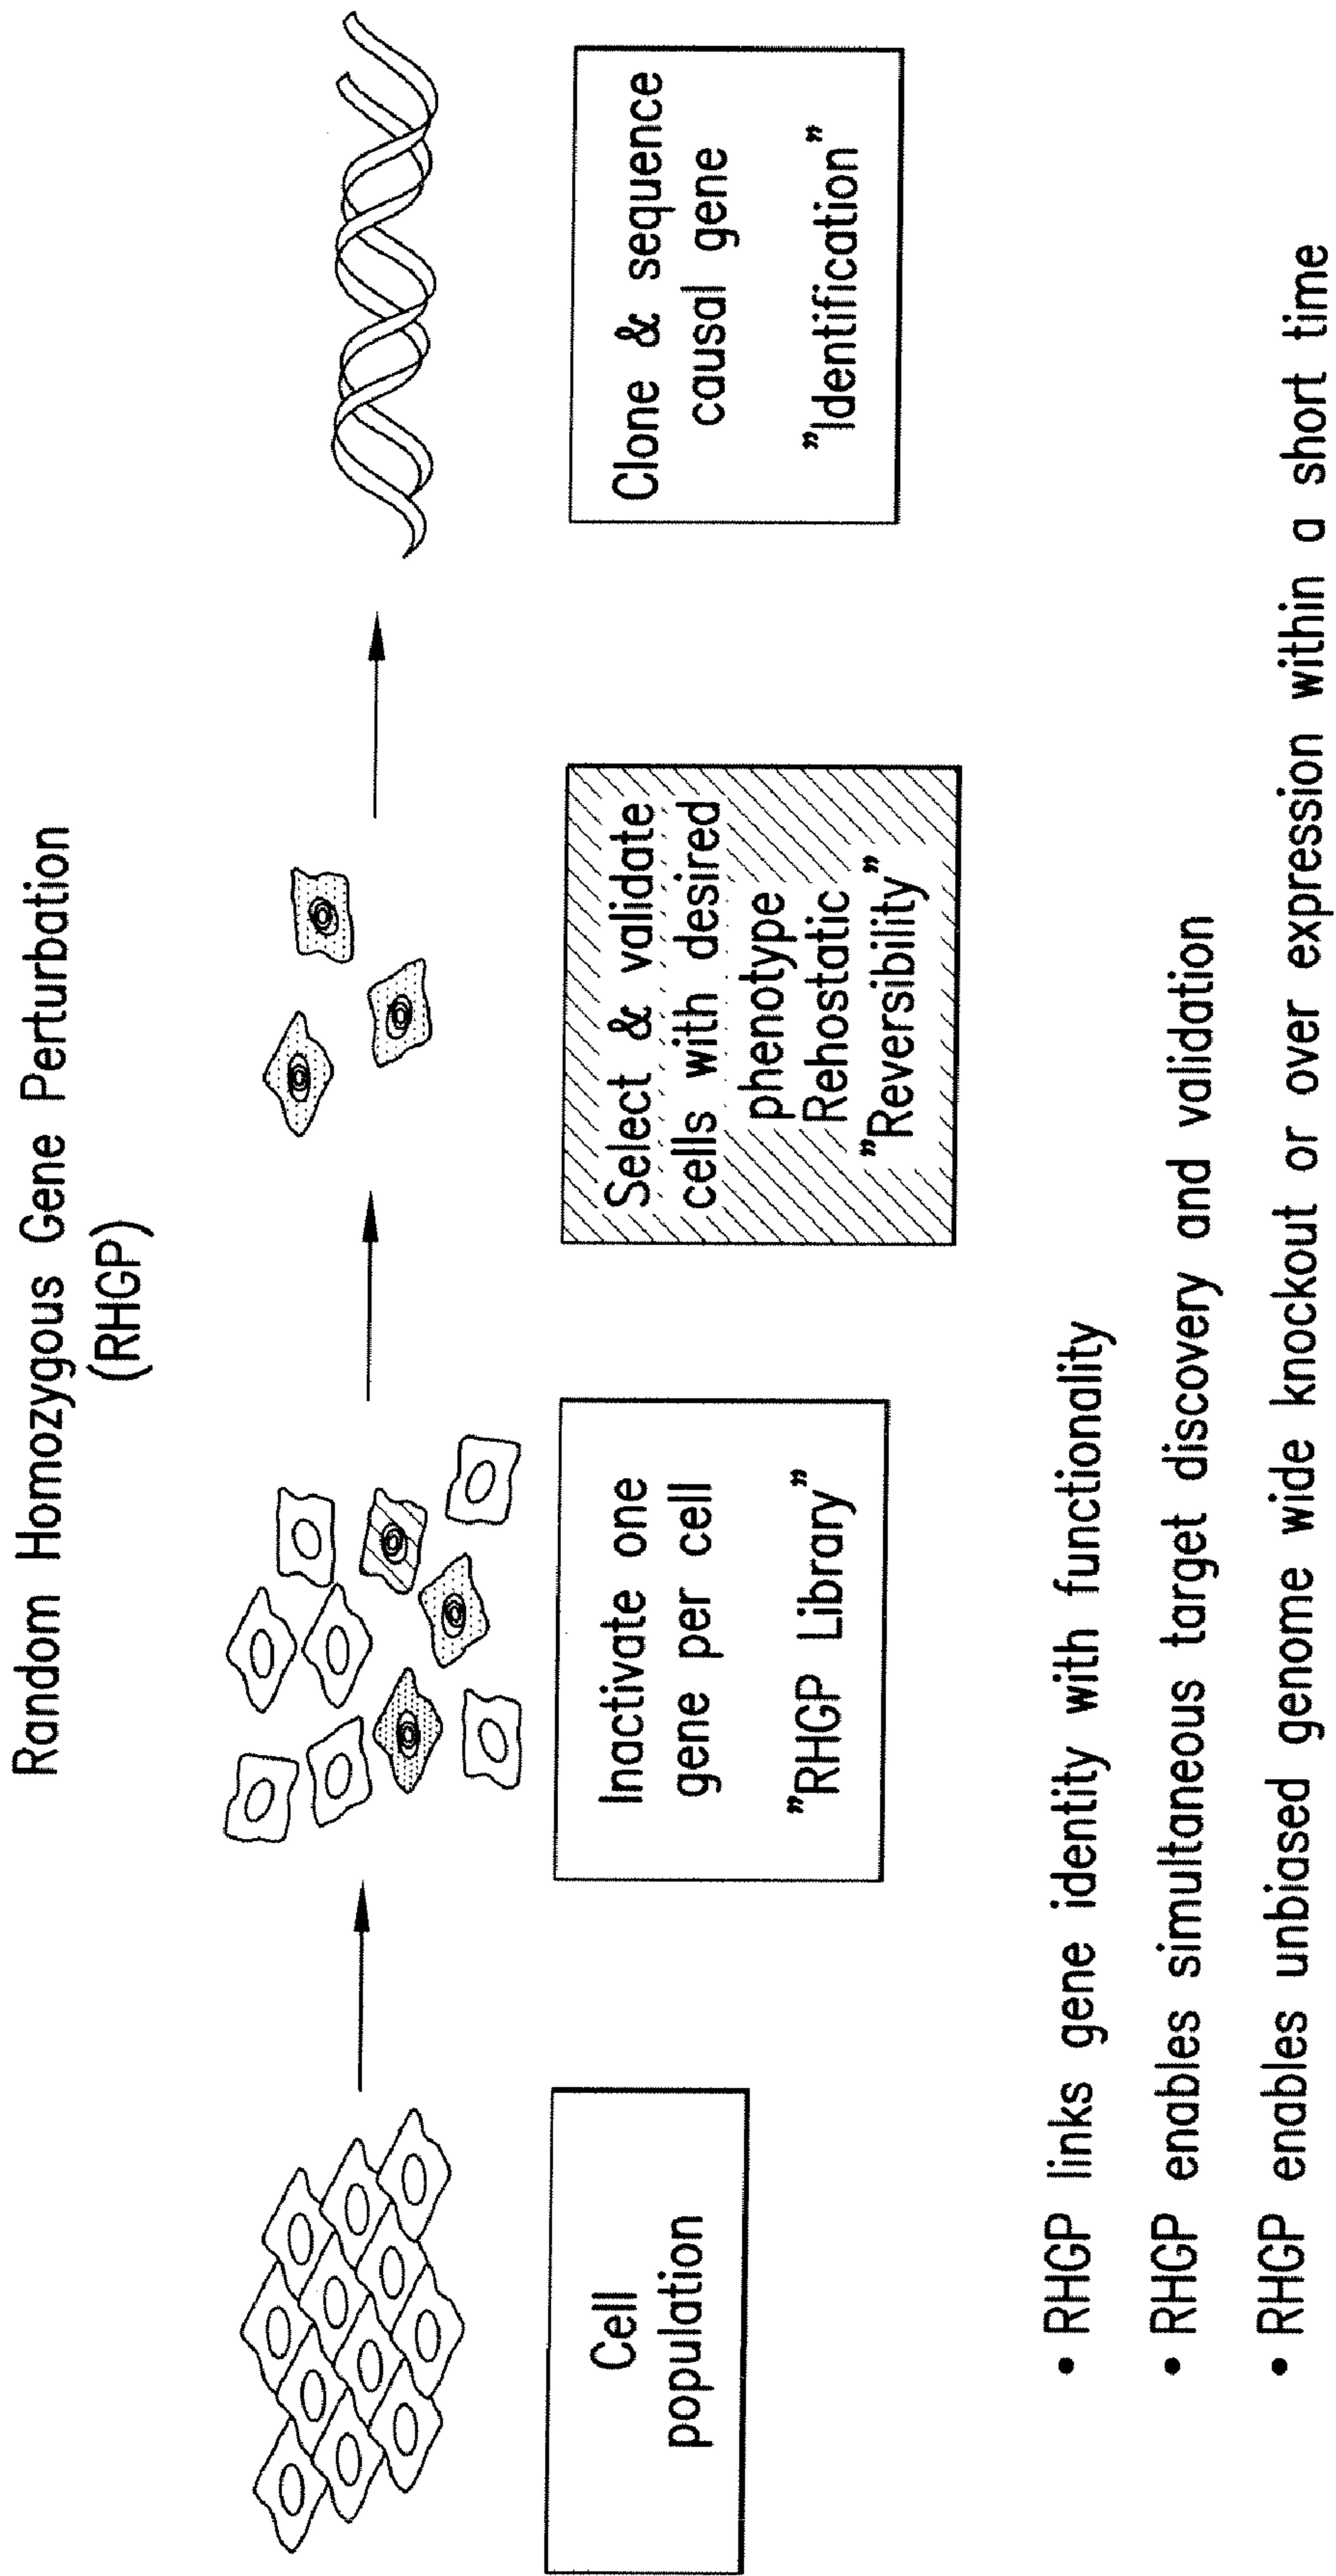 Random Homozygous Gene Perturbation
(RHGP)
Cell
population
Inactivate one
gene per cell
"RHGP Library"
Select & validate
cells with desired
phenotype
Rehostatic
"Reversibility"
Clone & sequence
causal gene
"Identification"
• RHGP links gene identity with functionality
• RHGP enables simultaneous target discovery and validation
• RHGP enables unbiased genome wide knockout or over expression within a short time